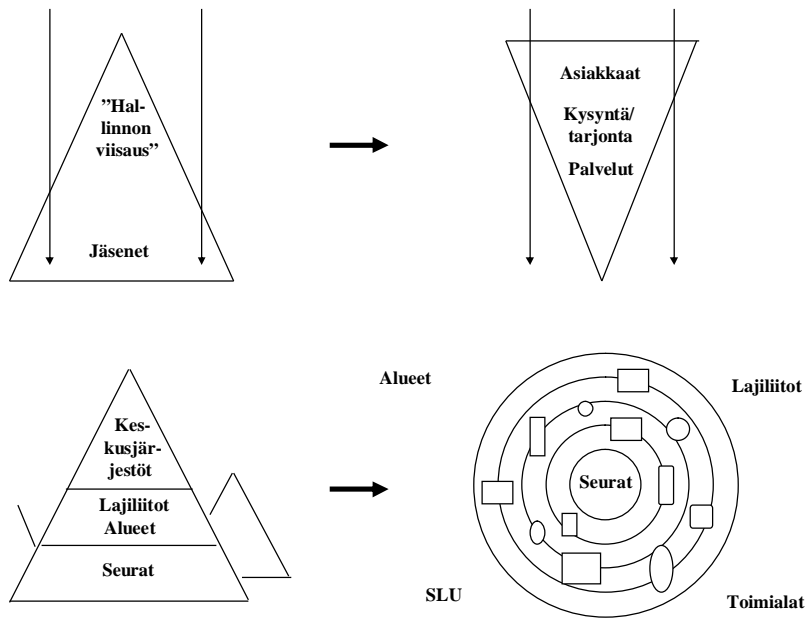 ”Hal-
linnon
viisaus”
Jäsenet
Asiakkaat
Kysyntä/
tarjonta
Palvelut
Kes-
kusjär-
jestöt
Lajiliitot
Alueet
Seurat
Alueet
Lajiliitot
Seurat
SLU
Toimialat